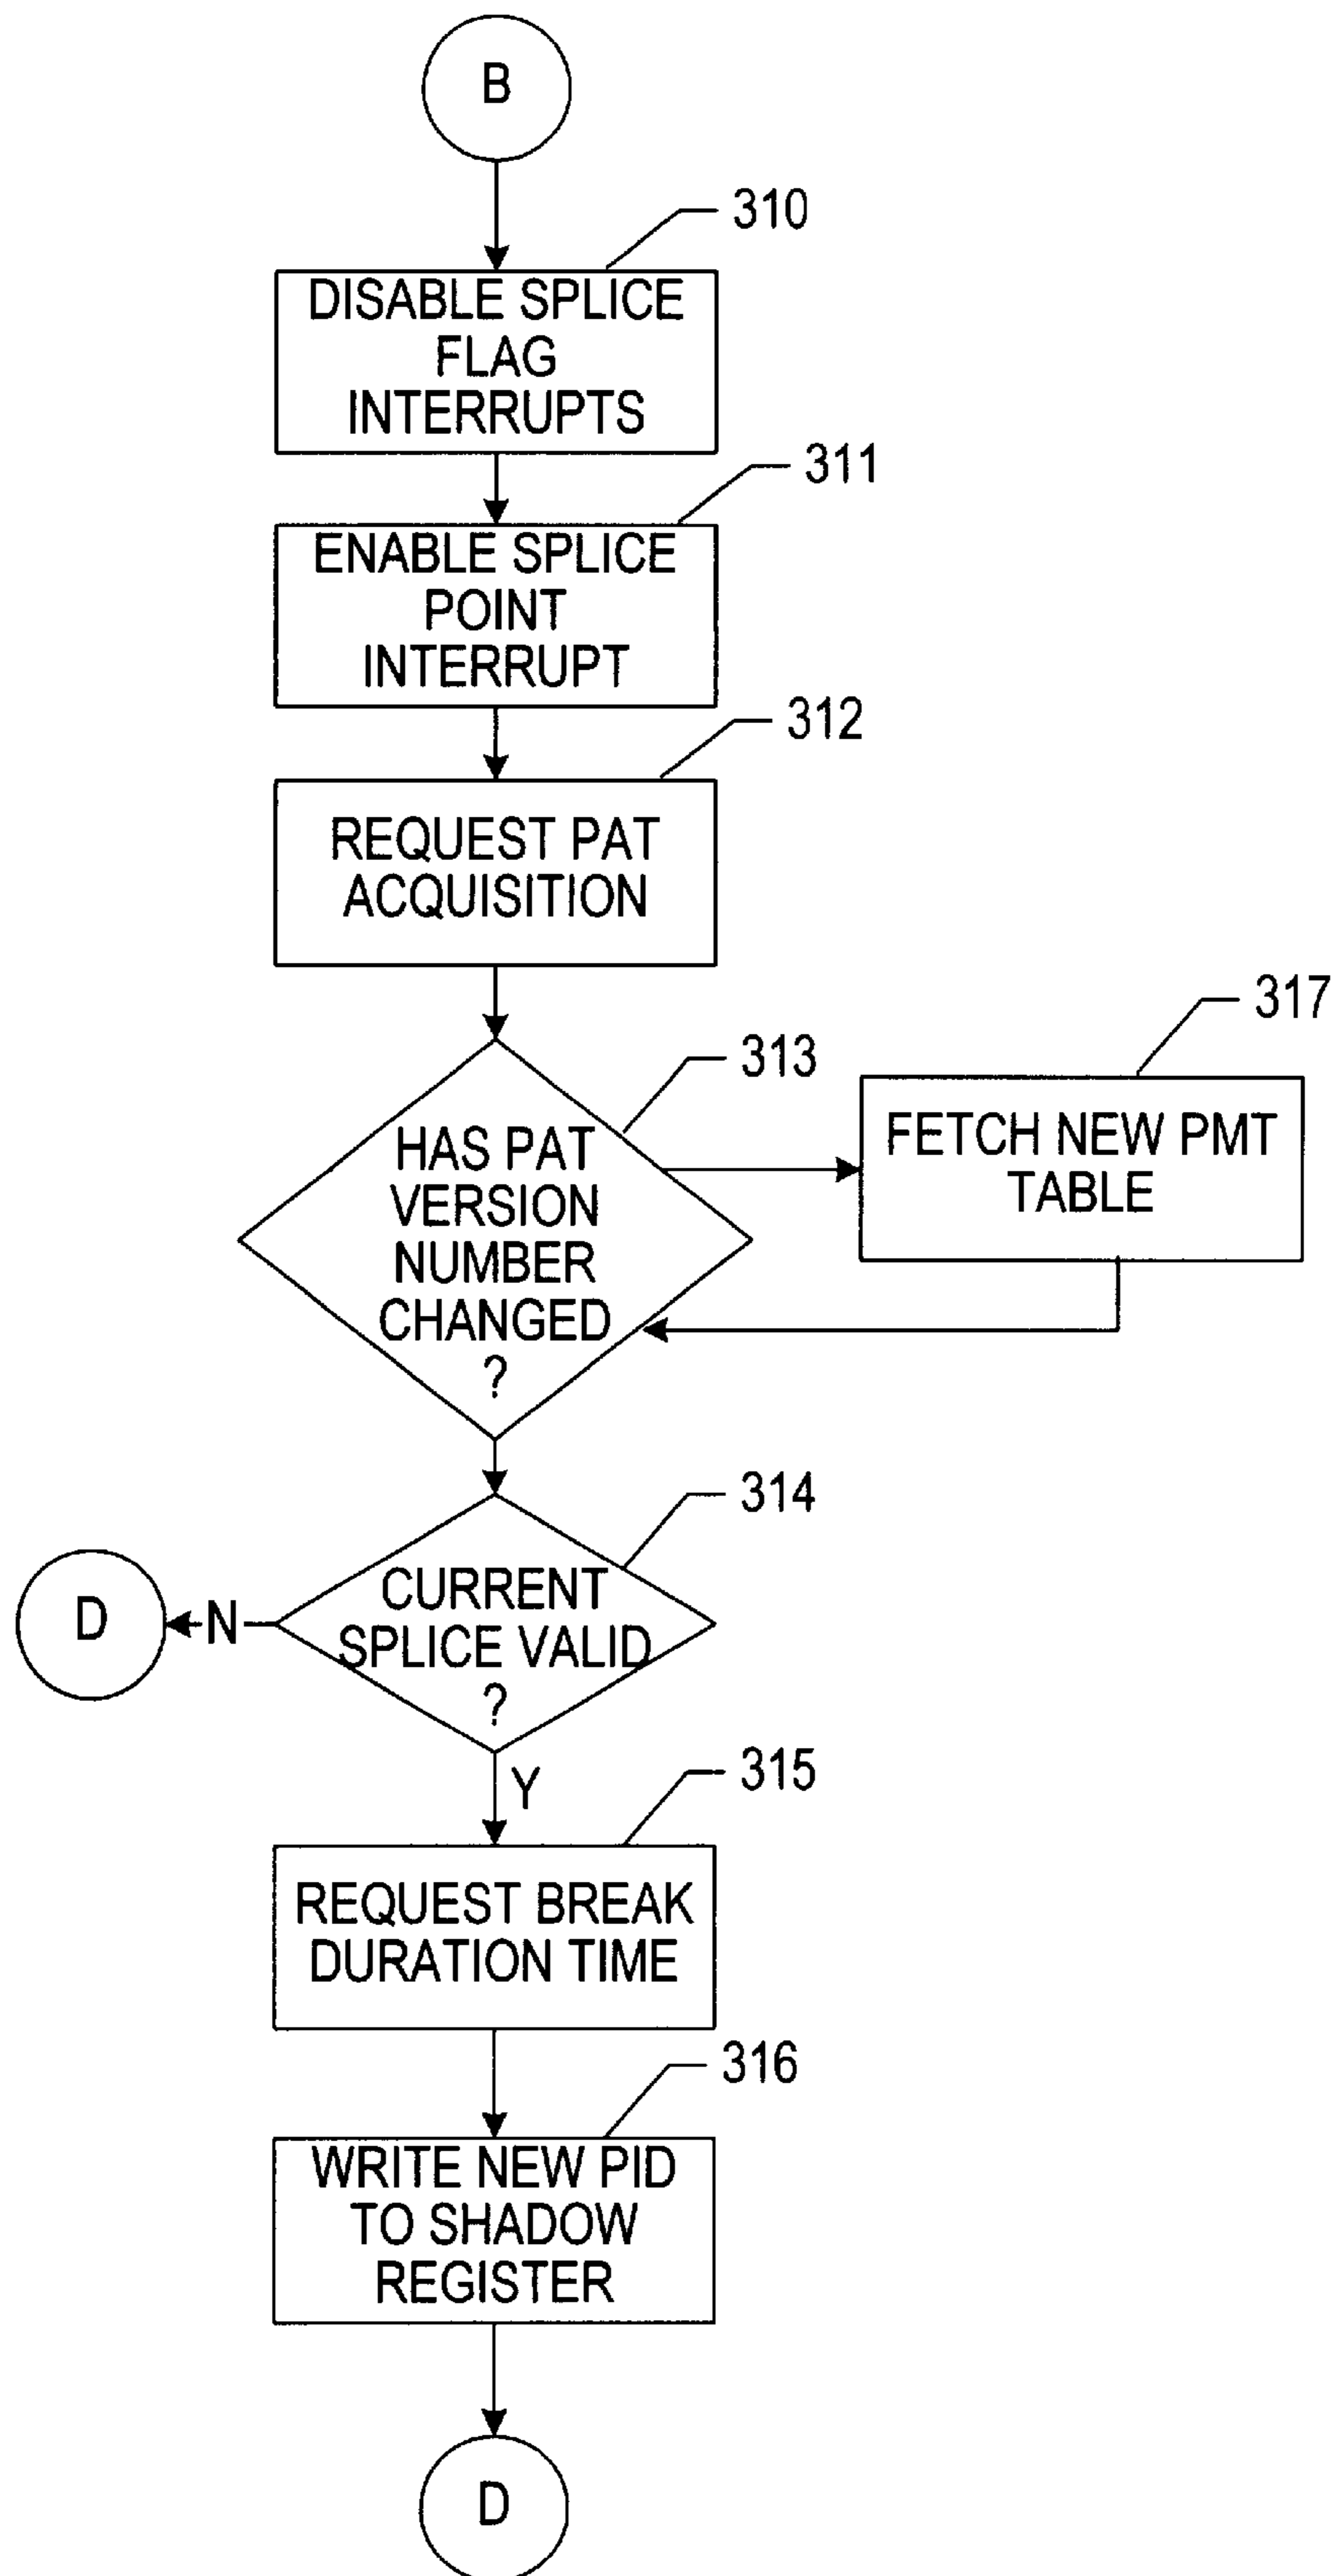 B
310
DISABLE SPLICE
FLAG
INTERRUPTS
311
ENABLE SPLICE
POINT
INTERRUPT
312
REQUEST PAT
ACQUISITION
313
HAS PAT
VERSION
NUMBER
CHANGED
?
317
FETCH NEW PMT
TABLE
314
CURRENT
SPLICE VALID
?
N
D
Y
315
REQUEST BREAK
DURATION TIME
316
WRITE NEW PID
TO SHADOW
REGISTER
D